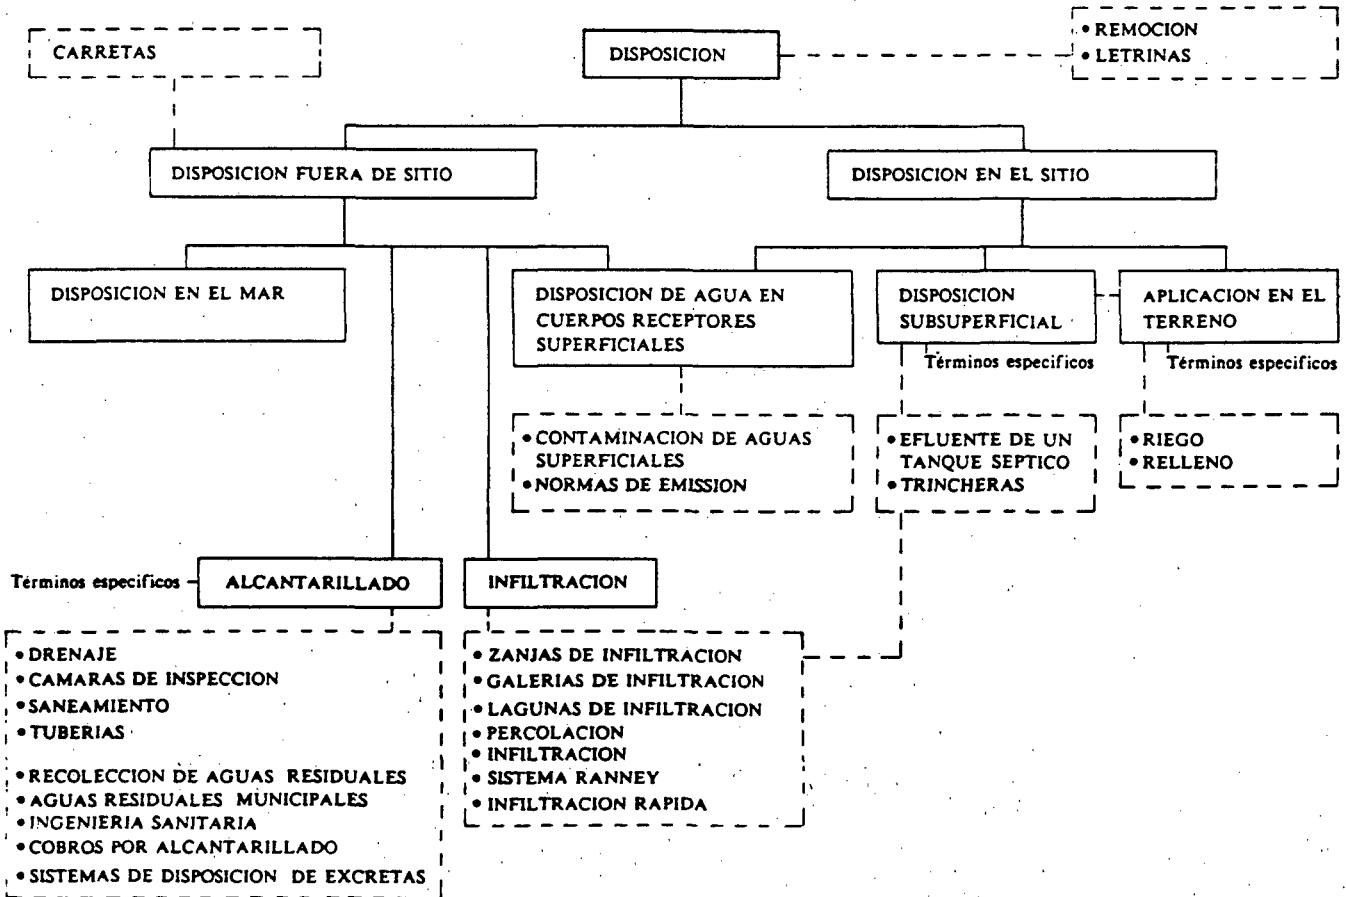 CARRETAS
DISPOSICION
• REMOCION
• LETRINAS
DISPOSICION FUERA DE SITIO
DISPOSICION EN EL SITIO
DISPOSICION EN EL MAR
DISPOSICION DE AGUA EN
CUERPOS RECEPTORES
SUPERFICIALES
DISPOSICION
SUBSUPERFICIAL
APLICACION EN EL
TERRENO
Términos especificos
Términos especificos
• CONTAMINACION DE AGUAS
SUPERFICIALES
• NORMAS DE EMISSION
• EFLUENTE DE UN
TANQUE SEPTICO
• TRINCHERAS
• RIEGO
• RELLENO
Términos especificos
ALCANTARILLADO
INFILTRACION
• DRENAJE
• CAMARAS DE INSPECCION
• SANEAMIENTO
• TUBERIAS
• RECOLECCION DE AGUAS RESIDUALES
• AGUAS RESIDUALES MUNICIPALES
• INGENIERIA SANITARIA
• COBROS POR ALCANTARILLADO
• SISTEMAS DE DISPOSICION DE EXCRETAS
• ZANJAS DE INFILTRACION
• GALERIAS DE INFILTRACION
• LAGUNAS DE INFILTRACION
• PERCOLACION
• INFILTRACION
• SISTEMA RANNEY
• INFILTRACION RAPIDA